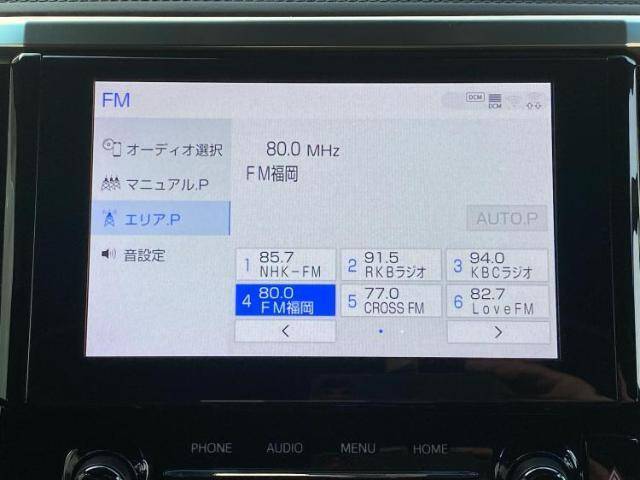 FM
DCM
DCM
オーディオ選択
マニュアル.P
エリア.P
音設定
80.0 MHz
FM福岡
AUTO.P
1 85.7 NHK-FM
2 91.5 RKBラジオ
3 94.0 KBCラジオ
4 80.0 FM福岡
5 77.0 CROSS FM
6 82.7 LoveFM
<
>
PHONE AUDIO MENU HOME